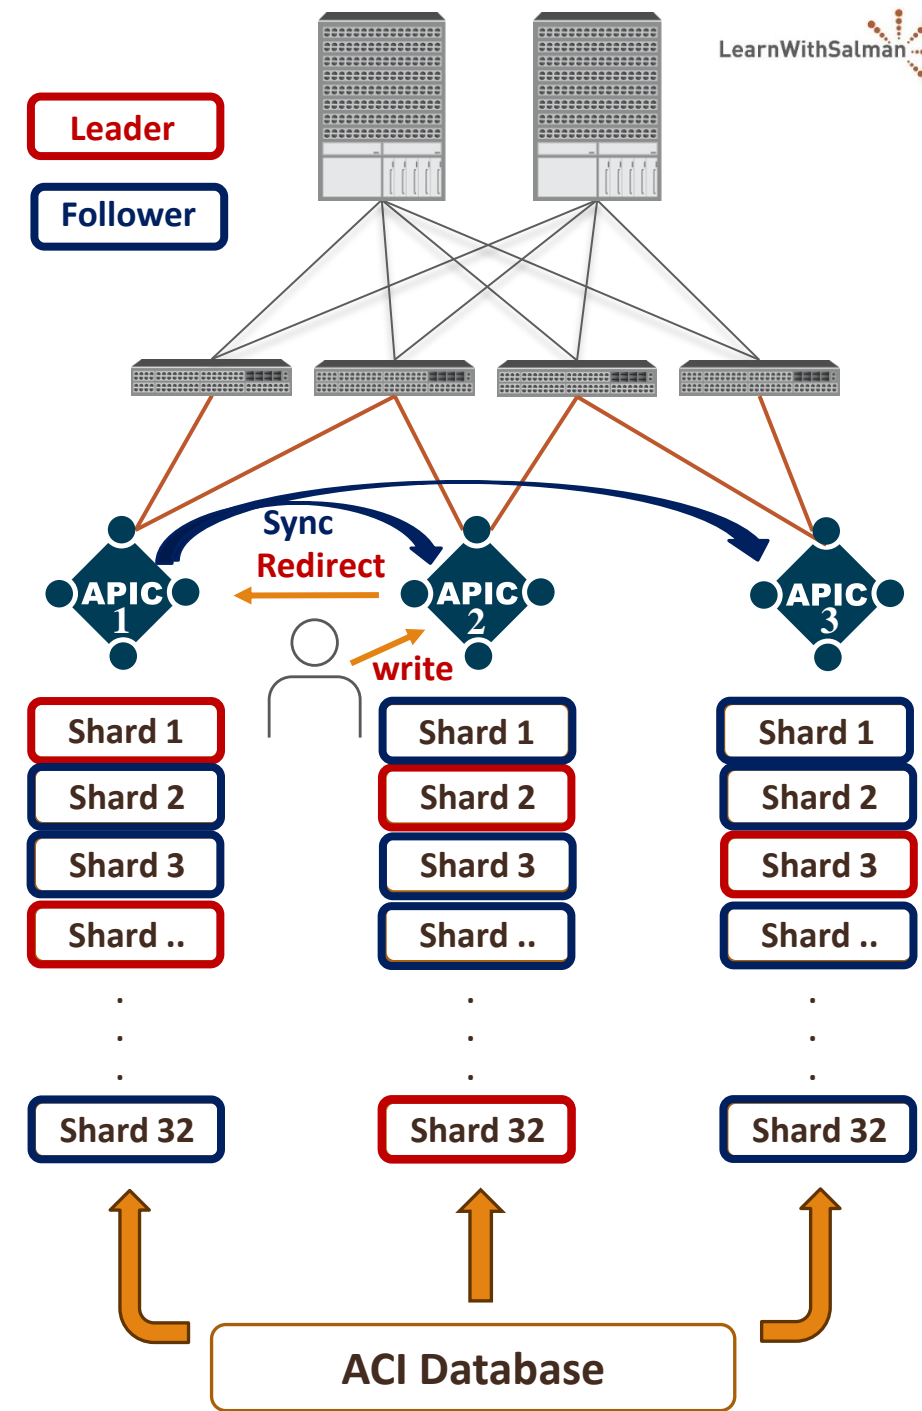 LearnWithSalman
Leader
Follower
Sync
Redirect
APIC
1
APIC
2
APIC
3
write
Shard 1
Shard 1
Shard 1
Shard 2
Shard 2
Shard 2
Shard 3
Shard 3
Shard 3
Shard ..
Shard ..
Shard ..
.
.
.
.
.
.
.
.
.
Shard 32
Shard 32
Shard 32
ACI Database